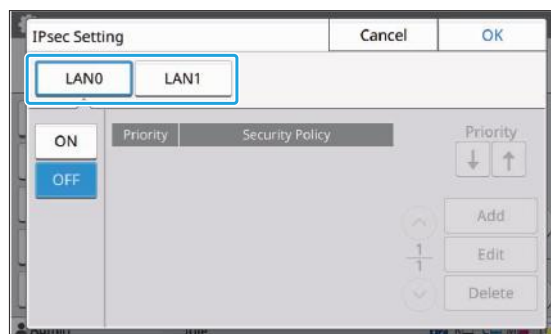 IPsec Setting Cancel OK
LAN0 LAN1
ON Priority Security Policy Priority
OFF
Add
1 Edit
1
Delete